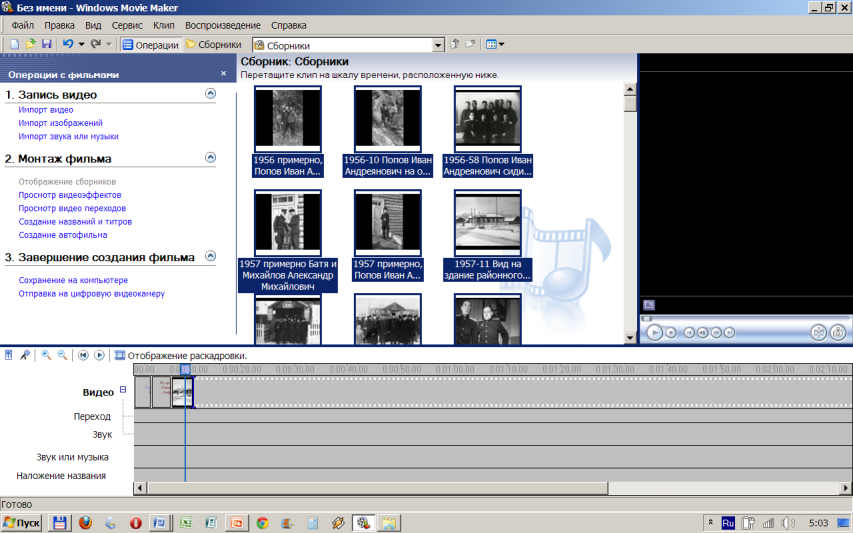 Без имени - Windows Movie Maker
Файл Правка Вид Сервис Клип Воспроизведение Справка
Операции Сборники Сборники
Операции с фильмами
1. Запись видео
Импорт видео
Импорт изображений
Импорт звука или музыки
2. Монтаж фильма
Отображение сборников
Просмотр видеоэффектов
Просмотр видео переходов
Создание названий и титров
Создание автофильма
3. Завершение создания фильма
Сохранение на компьютере
Отправка на цифровую видеокамеру
Сборник: Сборники
Перетащите клип на шкалу времени, расположенную ниже.
1956 примерно,
Попов Иван А...
1956-10 Попов Иван
Андреянович на о...
1956-58 Попов Иван
Андреянович сиди...
1957 примерно Батя и
Михайлов Александр
Михайлович
1957 примерно,
Попов Иван А...
1957-11 Вид на
здание районного...
Отображение раскадровки.
00,00 0:00:20,00 0:00:30,00 0:00:40,00 0:00:50,00 0:01:00,00 0:01:10,00 0:01:20,00 0:01:30,00 0:01:40,00 0:01:50,00 0:02:00,00 0:02:10,00
Видео
Переход
Звук
Звук или музыка
Наложение названия
Готово
Пуск Ru 5:03